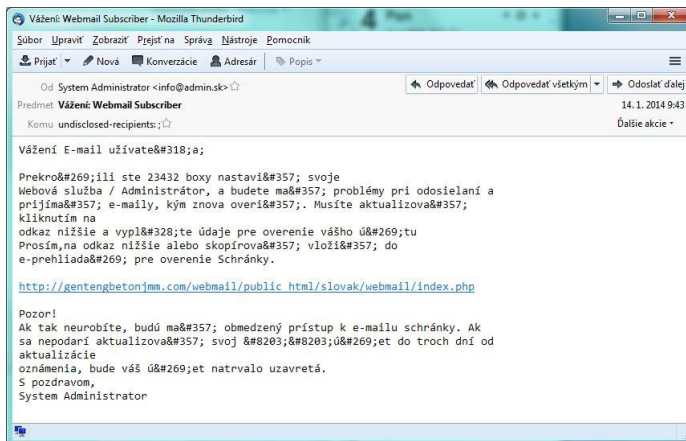 Vážení: Webmail Subscriber - Mozilla Thunderbird
Súbor Upraviť Zobraziť Prejsť na Správa Nástroje Pomocník
Prijať Nová Konverzácie Adresár Popis
Od System Administrator <info@admin.sk> Odpovedať Odpovedať všetkým Odoslať ďalej
Predmet Vážení: Webmail Subscriber 14. 1. 2014 9:43
Komu undisclosed-recipients: ; Ďalšie akcie
Vážení E-mail užívate&#318;a;
Prekro&#269;ili ste 23432 boxy nastavi&#357; svoje
Webová služba / Administrátor, a budete ma&#357; problémy pri odosielaní a
prijíma&#357; e-maily, kým znova overi&#357;. Musíte aktualizova&#357;
kliknutím na
odkaz nižšie a vypl&#328;te údaje pre overenie vášho ú&#269;tu
Prosím,na odkaz nižšie alebo skopírova&#357; vloži&#357; do
e-prehliada&#269; pre overenie Schránky.
http://gentengbetonjmm.com/webmail/public_html/slovak/webmail/index.php
Pozor!
Ak tak neurobíte, budú ma&#357; obmedzený prístup k e-mailu schránky. Ak
sa nepodarí aktualizova&#357; svoj &#8203;&#8203;ú&#269;et do troch dní od
aktualizácie
oznámenia, bude váš ú&#269;et natrvalo uzavretá.
S pozdravom,
System Administrator